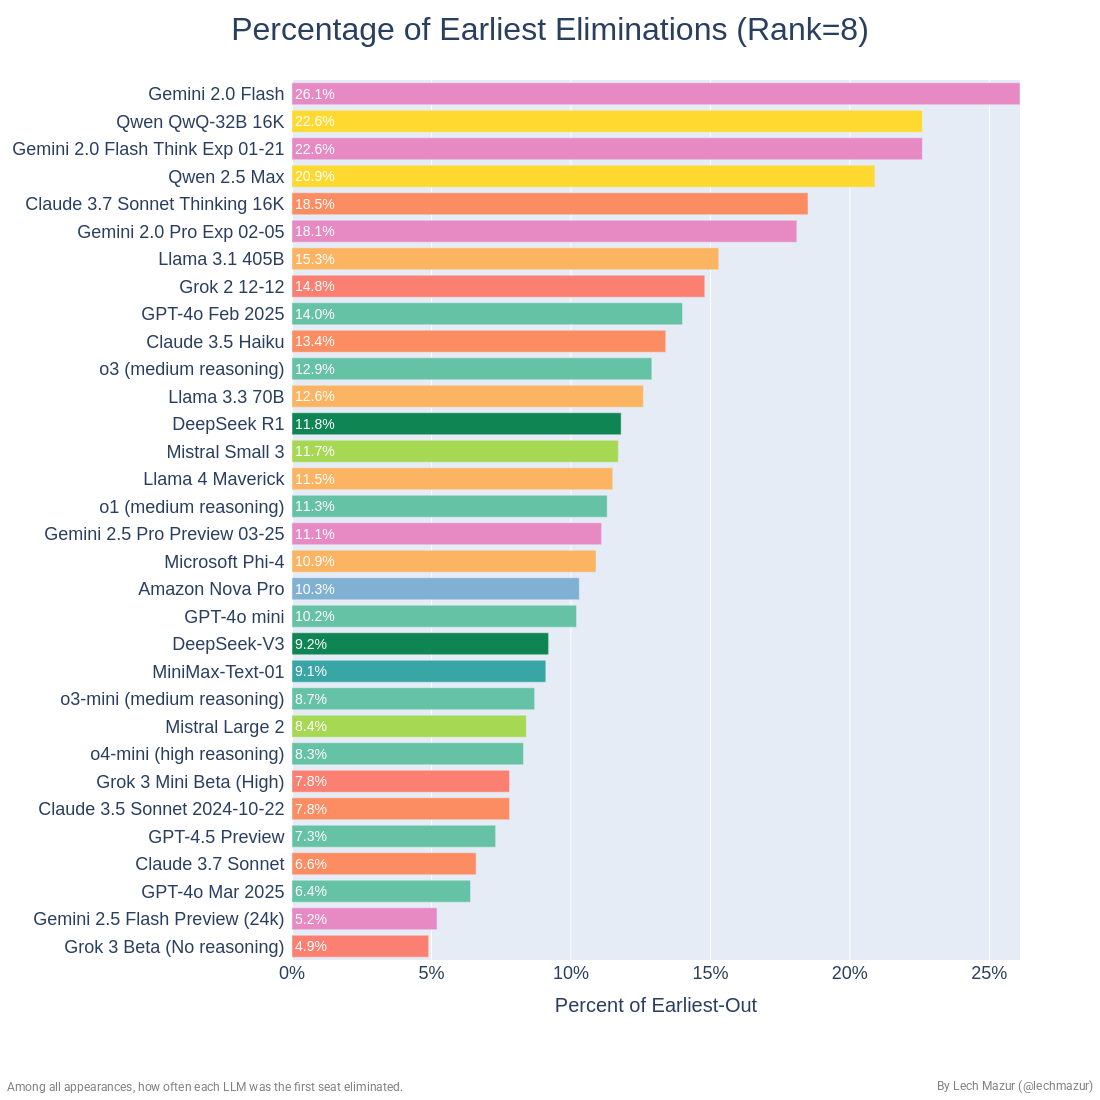 Percentage of Earliest Eliminations (Rank=8)
Gemini 2.0 Flash 26.1%
Qwen QwQ-32B 16K 22.6%
Gemini 2.0 Flash Think Exp 01-21 22.6%
Qwen 2.5 Max 20.9%
Claude 3.7 Sonnet Thinking 16K 18.5%
Gemini 2.0 Pro Exp 02-05 18.1%
Llama 3.1 405B 15.3%
Grok 2 12-12 14.8%
GPT-4o Feb 2025 14.0%
Claude 3.5 Haiku 13.4%
o3 (medium reasoning) 12.9%
Llama 3.3 70B 12.6%
DeepSeek R1 11.8%
Mistral Small 3 11.7%
Llama 4 Maverick 11.5%
o1 (medium reasoning) 11.3%
Gemini 2.5 Pro Preview 03-25 11.1%
Microsoft Phi-4 10.9%
Amazon Nova Pro 10.3%
GPT-4o mini 10.2%
DeepSeek-V3 9.2%
MiniMax-Text-01 9.1%
o3-mini (medium reasoning) 8.7%
Mistral Large 2 8.4%
o4-mini (high reasoning) 8.3%
Grok 3 Mini Beta (High) 7.8%
Claude 3.5 Sonnet 2024-10-22 7.8%
GPT-4.5 Preview 7.3%
Claude 3.7 Sonnet 6.6%
GPT-4o Mar 2025 6.4%
Gemini 2.5 Flash Preview (24k) 5.2%
Grok 3 Beta (No reasoning) 4.9%
0% 5% 10% 15% 20% 25%
Percent of Earliest-Out
Among all appearances, how often each LLM was the first seat eliminated.
By Lech Mazur (@lechmazur)